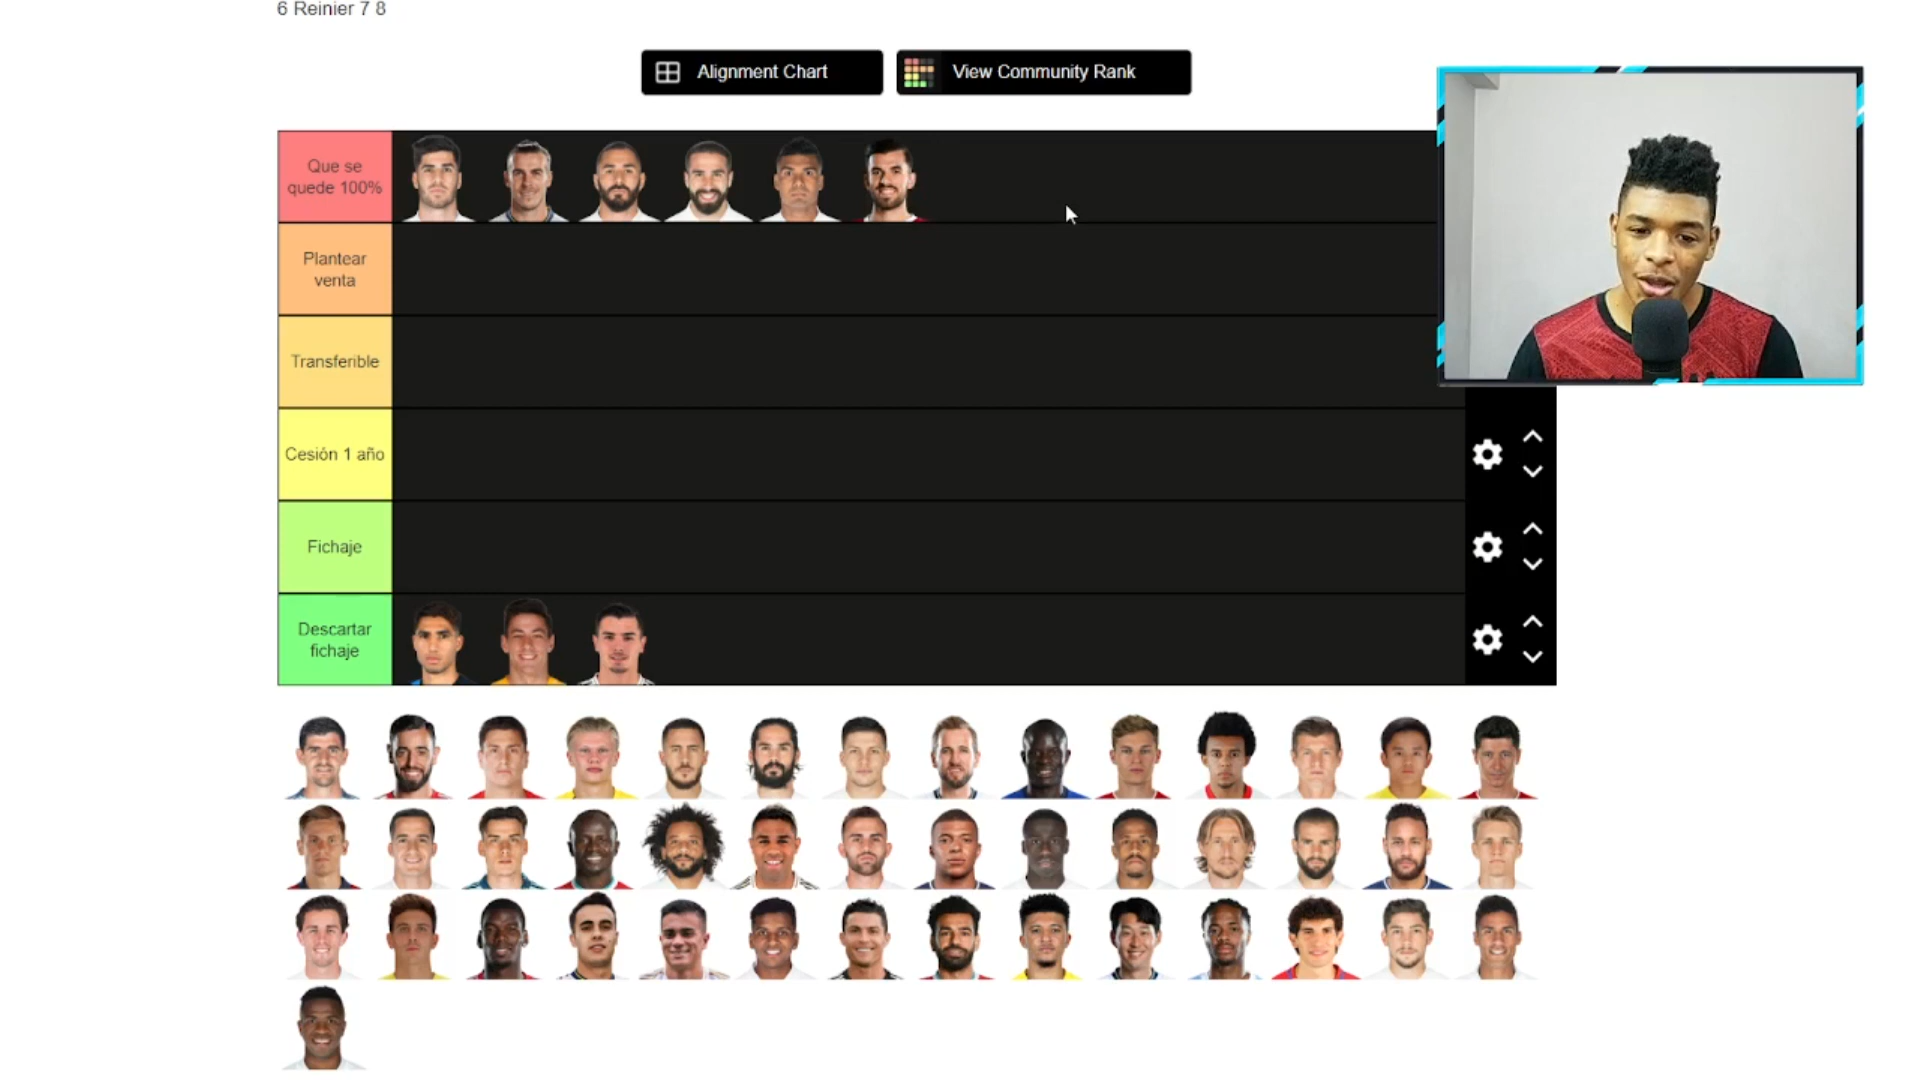 6 Reinier 7 8
Alignment Chart
View Community Rank
Que se
quede 100%
Plantear
venta
Transferible
Cesión 1 año
Fichaje
Descartar
fichaje